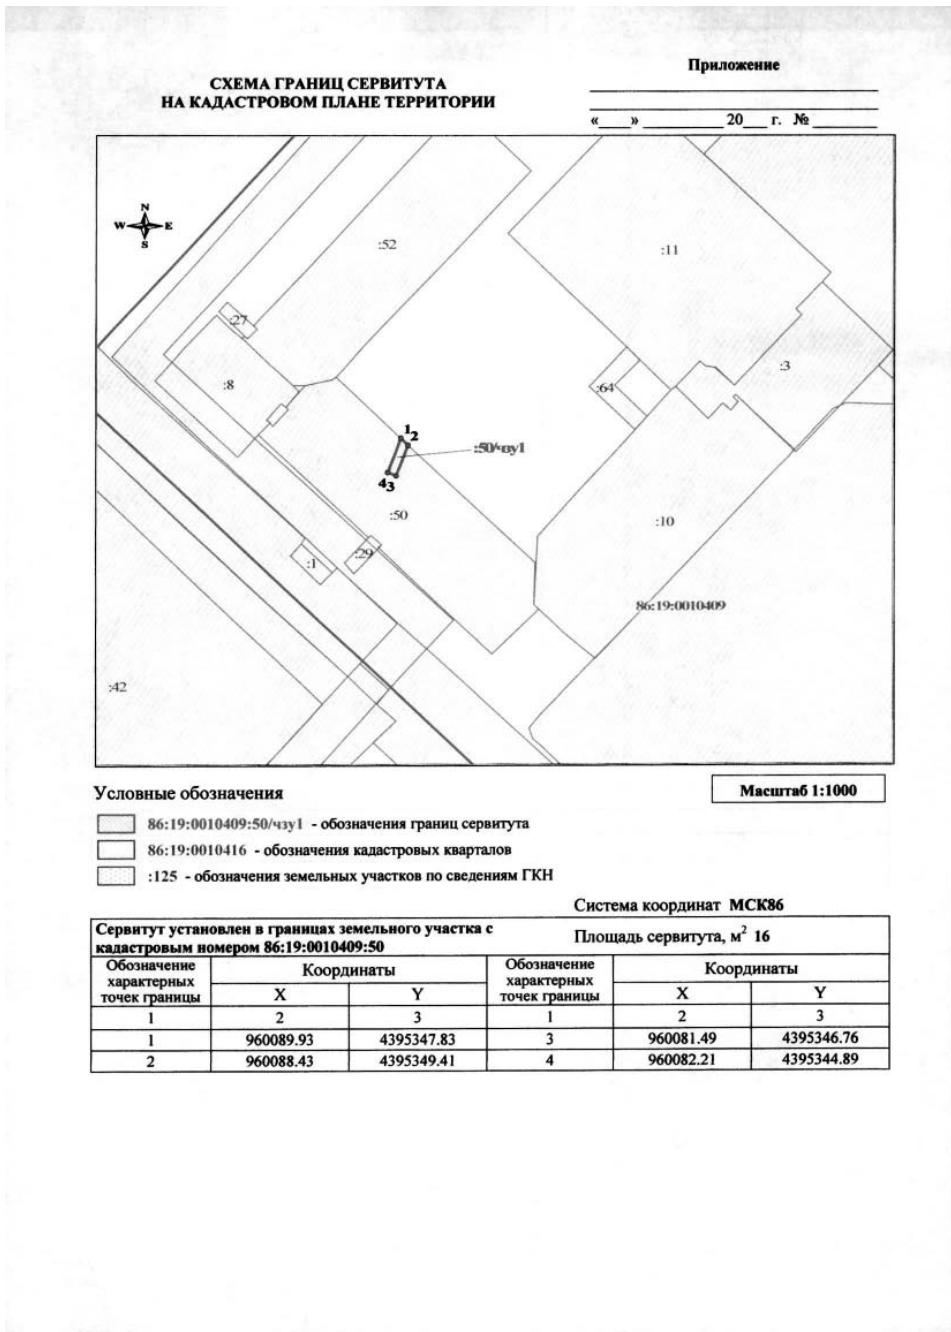 Приложение
СХЕМА ГРАНИЦ СЕРВИТУТА
НА КАДАСТРОВОМ ПЛАНЕ ТЕРРИТОРИИ
«____» __________ 20___ г. № ________
N
W E
S
:52
:11
:27
:3
:8
:64
1
2
:50/чзу1
4 3
:50
:10
:29
:1
86:19:0010409
:42
Условные обозначения
Масштаб 1:1000
86:19:0010409:50/чзу1 - обозначения границ сервитута
86:19:0010416 - обозначения кадастровых кварталов
:125 - обозначения земельных участков по сведениям ГКН
Система координат МСК86
Сервитут установлен в границах земельного участка с
кадастровым номером 86:19:0010409:50
Площадь сервитута, м² 16
Обозначение характерных точек границы Координаты Обозначение характерных точек границы Координаты
X Y X Y
1 2 3 1 2 3
1 960089.93 4395347.83 3 960081.49 4395346.76
2 960088.43 4395349.41 4 960082.21 4395344.89